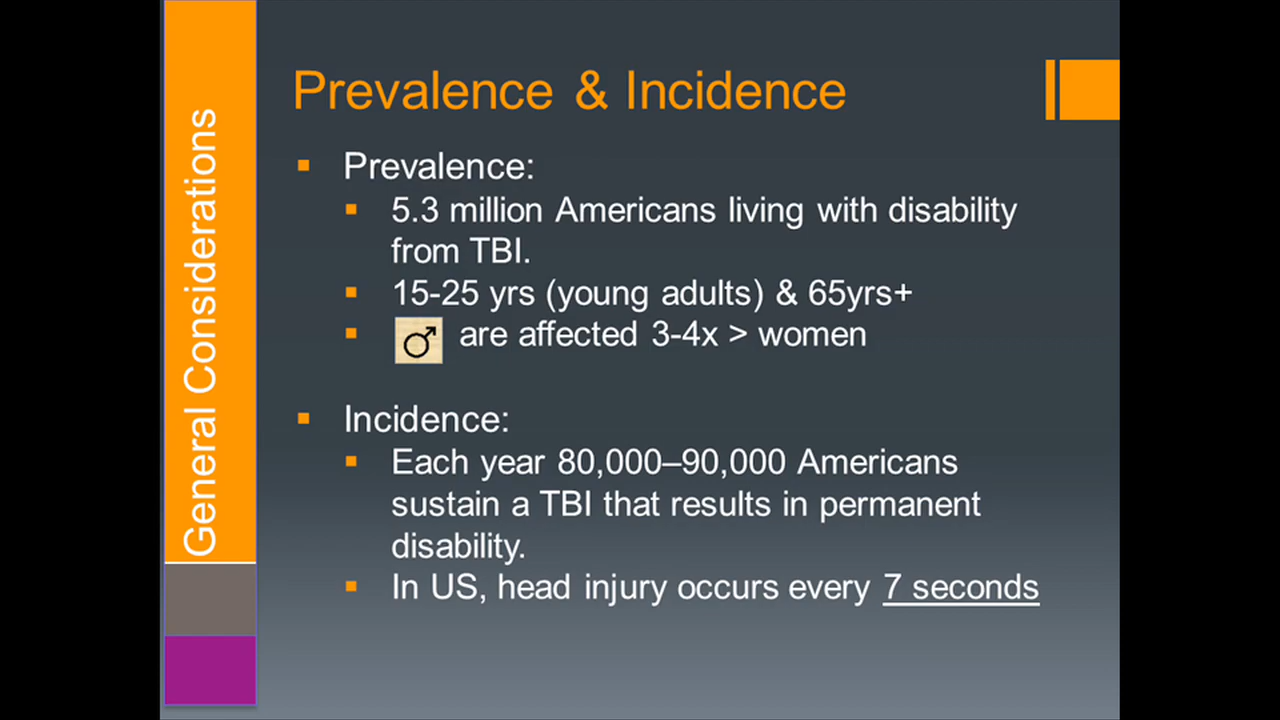 General Considerations
Prevalence & Incidence
Prevalence:
5.3 million Americans living with disability
from TBI.
15-25 yrs (young adults) & 65yrs+
♂ are affected 3-4x > women
Incidence:
Each year 80,000–90,000 Americans
sustain a TBI that results in permanent
disability.
In US, head injury occurs every 7 seconds